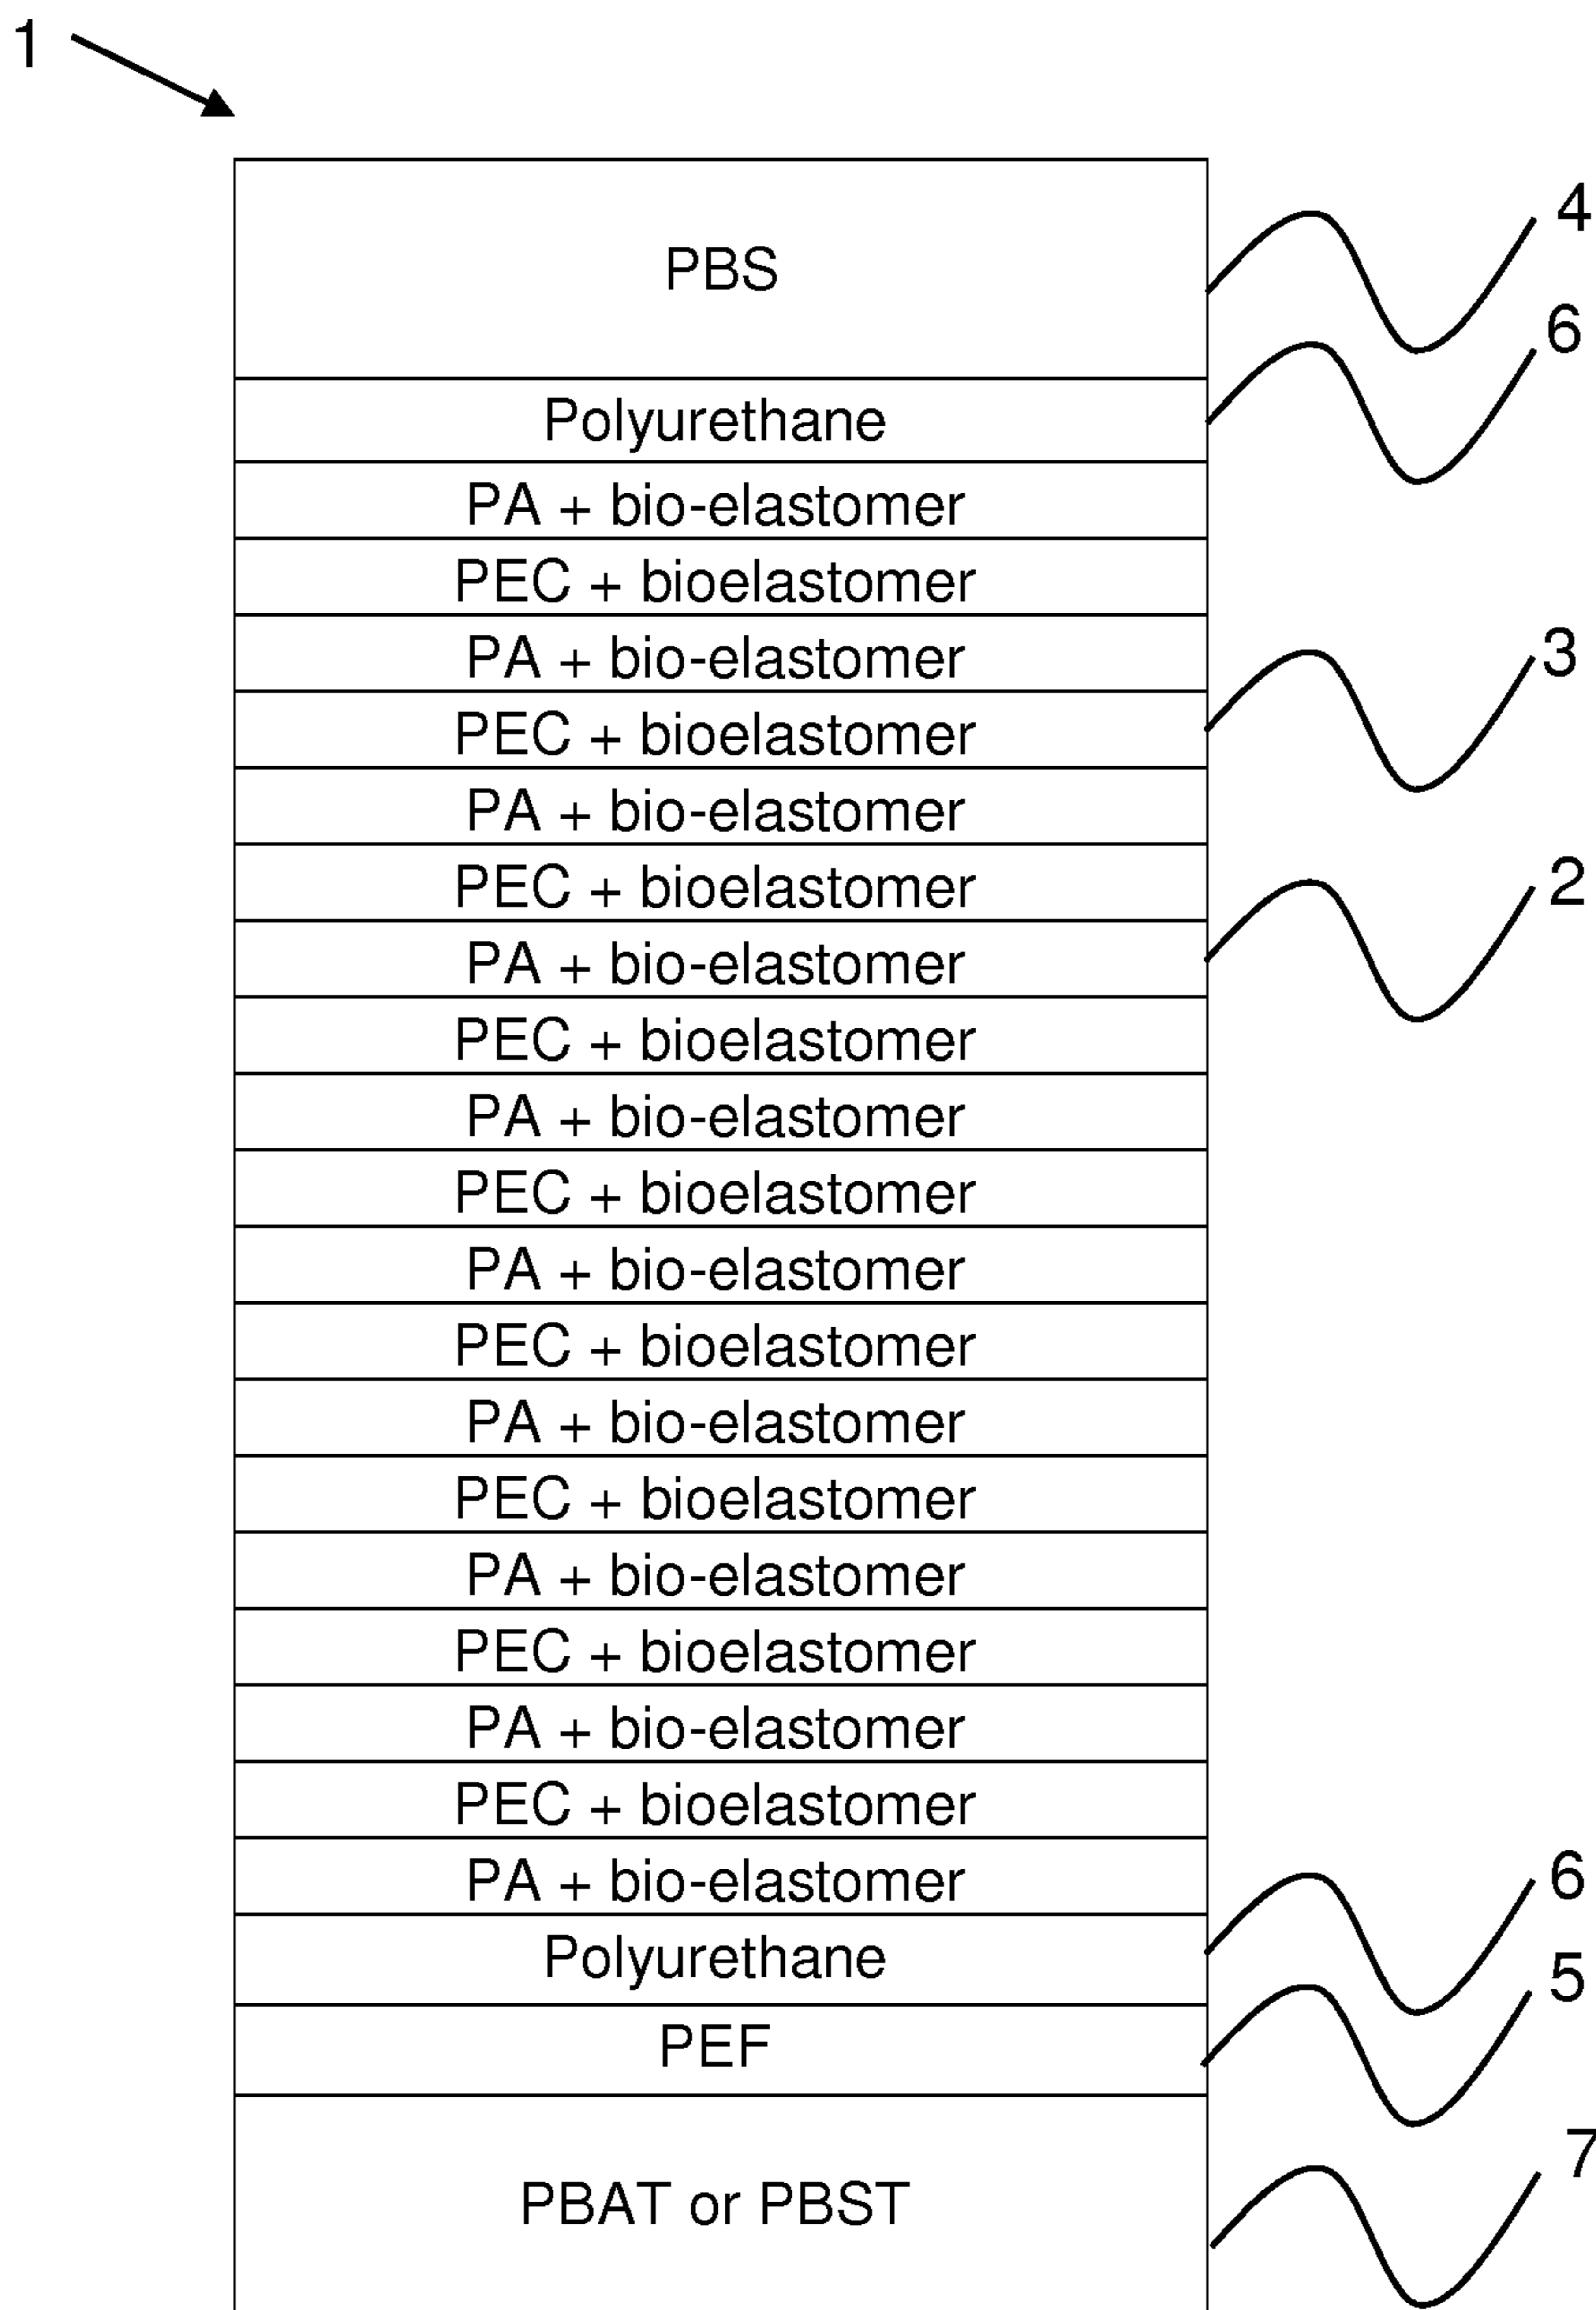 1
PBS
4
Polyurethane
6
PA + bio-elastomer
PEC + bioelastomer
PA + bio-elastomer
3
PEC + bioelastomer
PA + bio-elastomer
PEC + bioelastomer
2
PA + bio-elastomer
PEC + bioelastomer
PA + bio-elastomer
PEC + bioelastomer
PA + bio-elastomer
PEC + bioelastomer
PA + bio-elastomer
PEC + bioelastomer
PA + bio-elastomer
PEC + bioelastomer
PA + bio-elastomer
PEC + bioelastomer
PA + bio-elastomer
6
Polyurethane
5
PEF
7
PBAT or PBST